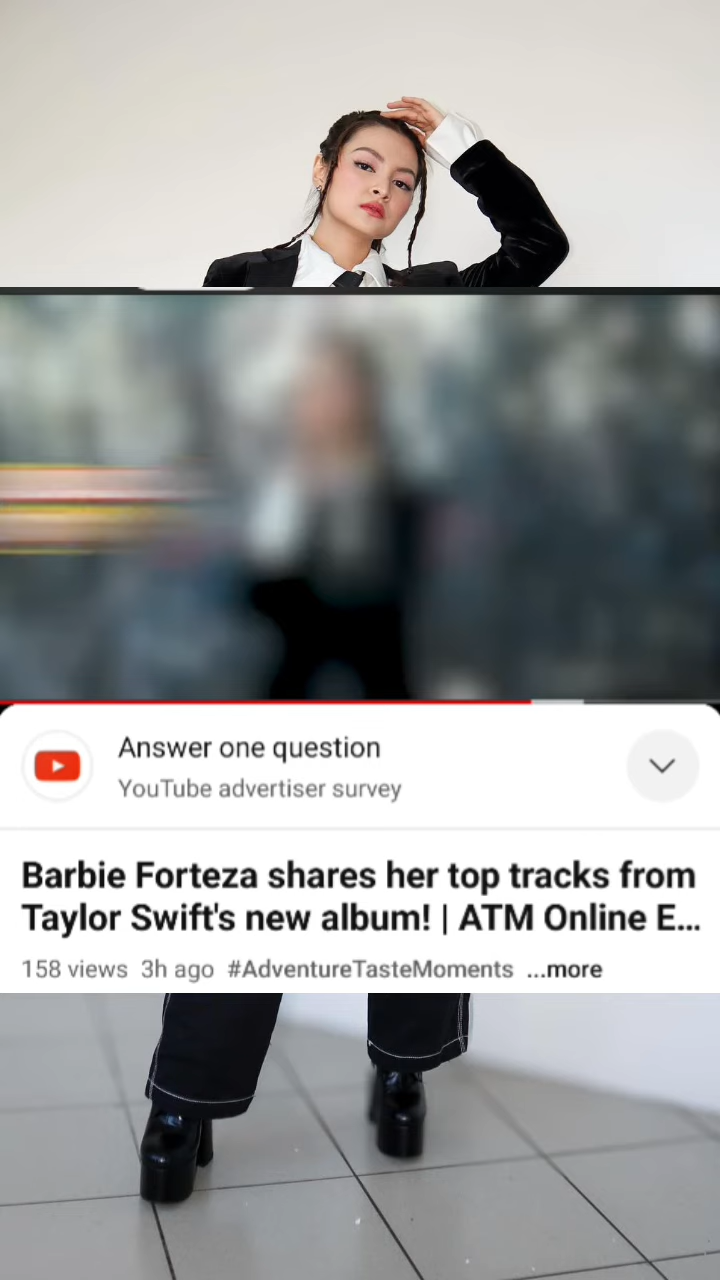 Answer one question
YouTube advertiser survey
Barbie Forteza shares her top tracks from
Taylor Swift's new album! | ATM Online E...
158 views 3h ago #AdventureTasteMoments ...more